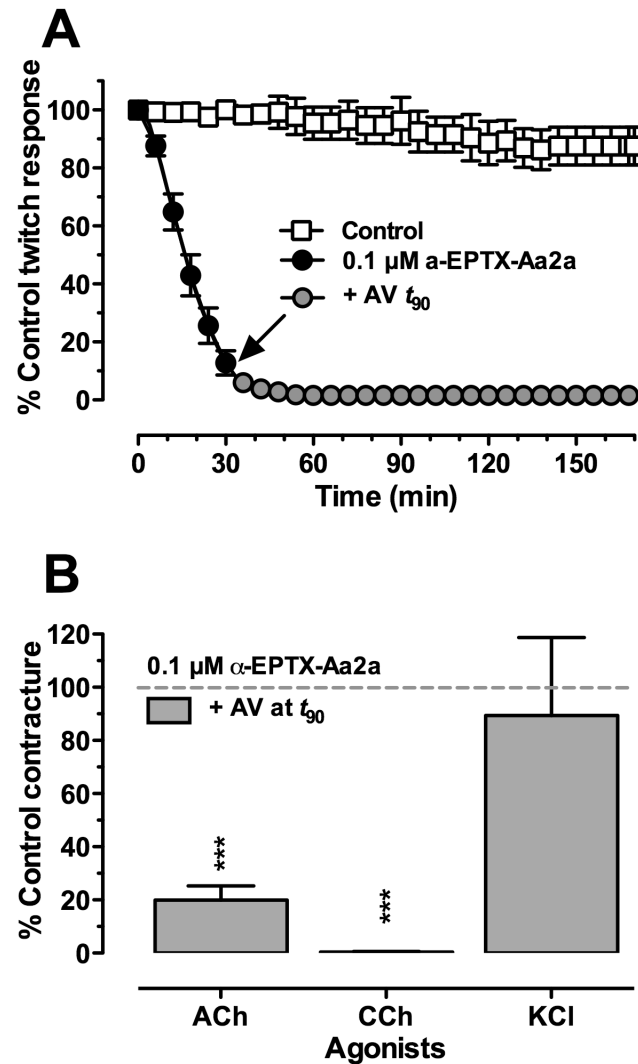 A
% Control twitch response
100
80
60
40
20
0
Control
0.1 µM a-EPTX-Aa2a
+ AV t90
0 30 60 90 120 150
Time (min)
B
% Control contracture
120
100
80
60
40
20
0
0.1 µM α-EPTX-Aa2a
+ AV at t90
***
***
ACh CCh KCl
Agonists